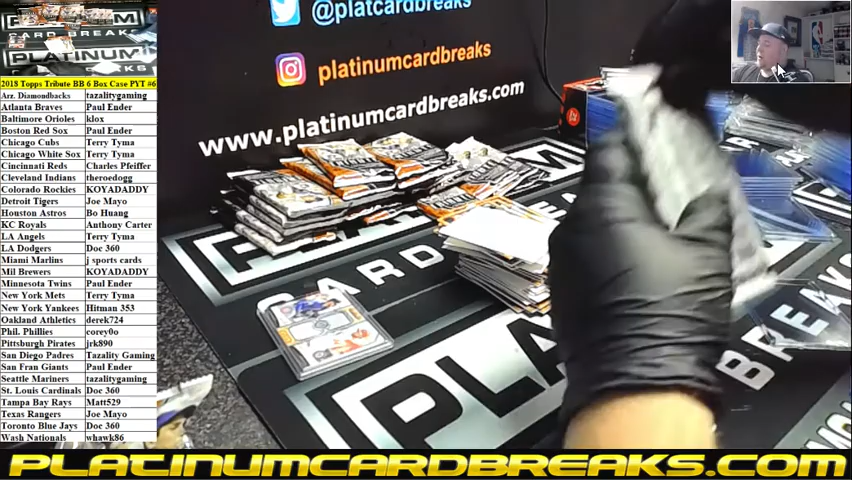 @platcardbreaks
platinumcardbreaks
www.platinumcardbreaks.com
CARD BREAKS
PLATINUM
2018 Topps Tribute BB 6 Box Case PYT #6
Arz. Diamondbacks tazalitygaming
Atlanta Braves Paul Ender
Baltimore Orioles klox
Boston Red Sox Paul Ender
Chicago Cubs Terry Tyma
Chicago White Sox Terry Tyma
Cincinnati Reds Charles Pfeiffer
Cleveland Indians theroedogg
Colorado Rockies KOYADADDY
Detroit Tigers Joe Mayo
Houston Astros Bo Huang
KC Royals Anthony Carter
LA Angels Terry Tyma
LA Dodgers Doc 360
Miami Marlins j sports cards
Mil Brewers KOYADADDY
Minnesota Twins Paul Ender
New York Mets Terry Tyma
New York Yankees Hitman 353
Oakland Athletics derek724
Phil. Phillies corey0o
Pittsburgh Pirates jrk890
San Diego Padres Tazality Gaming
San Fran Giants Paul Ender
Seattle Mariners tazalitygaming
St. Louis Cardinals Doc 360
Tampa Bay Rays Matt529
Texas Rangers Joe Mayo
Toronto Blue Jays Doc 360
Wash Nationals whawk86
CARD
PLA
BREA
PLATINUMCARDBREAKS.COM